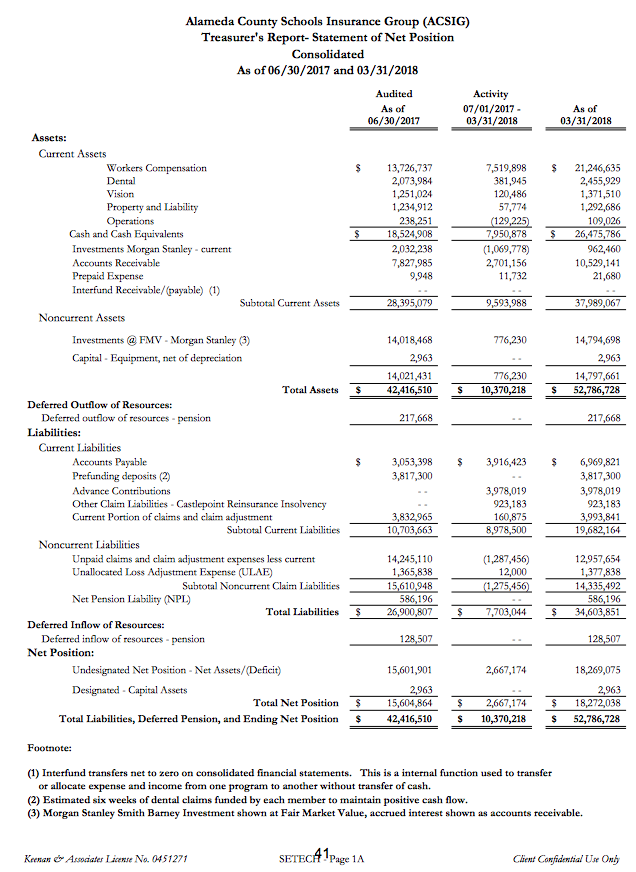 Alameda County Schools Insurance Group (ACSIG)
Treasurer's Report- Statement of Net Position
Consolidated
As of 06/30/2017 and 03/31/2018
Audited Activity
As of 07/01/2017 - As of
06/30/2017 03/31/2018 03/31/2018
Assets:
Current Assets
Workers Compensation $ 13,726,737 7,519,898 $ 21,246,635
Dental 2,073,984 381,945 2,455,929
Vision 1,251,024 120,486 1,371,510
Property and Liability 1,234,912 57,774 1,292,686
Operations 238,251 (129,225) 109,026
Cash and Cash Equivalents $ 18,524,908 7,950,878 $ 26,475,786
Investments Morgan Stanley - current 2,032,238 (1,069,778) 962,460
Accounts Receivable 7,827,985 2,701,156 10,529,141
Prepaid Expense 9,948 11,732 21,680
Interfund Receivable/(payable) (1) - - - - - -
Subtotal Current Assets 28,395,079 9,593,988 37,989,067
Noncurrent Assets
Investments @ FMV - Morgan Stanley (3) 14,018,468 776,230 14,794,698
Capital - Equipment, net of depreciation 2,963 - - 2,963
14,021,431 776,230 14,797,661
Total Assets $ 42,416,510 $ 10,370,218 $ 52,786,728
Deferred Outflow of Resources:
Deferred outflow of resources - pension 217,668 - - 217,668
Liabilities:
Current Liabilities
Accounts Payable $ 3,053,398 $ 3,916,423 $ 6,969,821
Prefunding deposits (2) 3,817,300 - - 3,817,300
Advance Contributions - - 3,978,019 3,978,019
Other Claim Liabilities - Castlepoint Reinsurance Insolvency - - 923,183 923,183
Current Portion of claims and claim adjustment 3,832,965 160,875 3,993,841
Subtotal Current Liabilities 10,703,663 8,978,500 19,682,164
Noncurrent Liabilities
Unpaid claims and claim adjustment expenses less current 14,245,110 (1,287,456) 12,957,654
Unallocated Loss Adjustment Expense (ULAE) 1,365,838 12,000 1,377,838
Subtotal Noncurrent Claim Liabilities 15,610,948 (1,275,456) 14,335,492
Net Pension Liability (NPL) 586,196 - - 586,196
Total Liabilities $ 26,900,807 $ 7,703,044 $ 34,603,851
Deferred Inflow of Resources:
Deferred inflow of resources - pension 128,507 - - 128,507
Net Position:
Undesignated Net Position - Net Assets/(Deficit) 15,601,901 2,667,174 18,269,075
Designated - Capital Assets 2,963 - - 2,963
Total Net Position $ 15,604,864 $ 2,667,174 $ 18,272,038
Total Liabilities, Deferred Pension, and Ending Net Position $ 42,416,510 $ 10,370,218 $ 52,786,728
Footnote:
(1) Interfund transfers net to zero on consolidated financial statements. This is a internal function used to transfer
or allocate expense and income from one program to another without transfer of cash.
(2) Estimated six weeks of dental claims funded by each member to maintain positive cash flow.
(3) Morgan Stanley Smith Barney Investment shown at Fair Market Value, accrued interest shown as accounts receivable.
Keenan & Associates License No. 0451271 SETECH 41 Page 1A Client Confidential Use Only